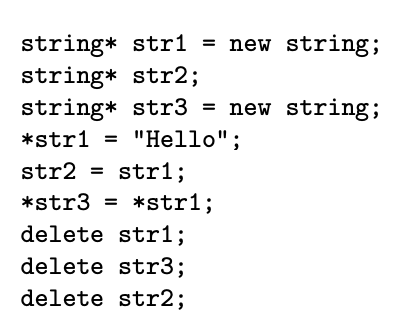 string* str1 = new string;
string* str2;
string* str3 = new string;
*str1 = "Hello";
str2 = str1;
*str3 = *str1;
delete str1;
delete str3;
delete str2;